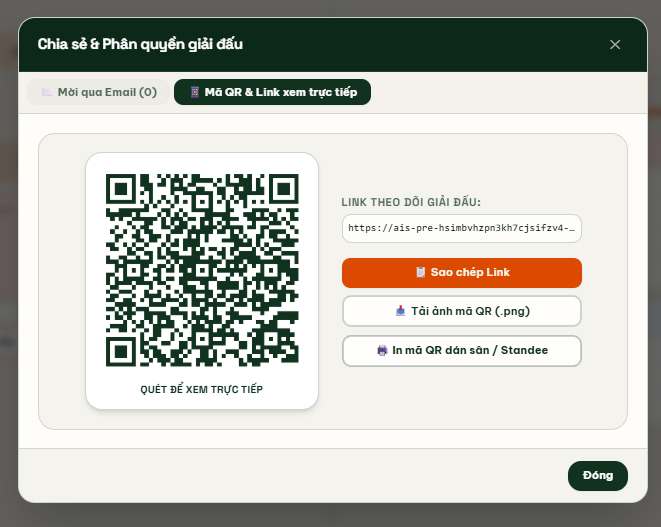 Chia sẻ & Phân quyền giải đấu
Mời qua Email (0)
Mã QR & Link xem trực tiếp
LINK THEO DÕI GIẢI ĐẤU:
https://ais-pre-hsimbvhzpn3kh7cjsifzv4-…
Sao chép Link
Tải ảnh mã QR (.png)
In mã QR dán sân / Standee
QUÉT ĐỂ XEM TRỰC TIẾP
Đóng